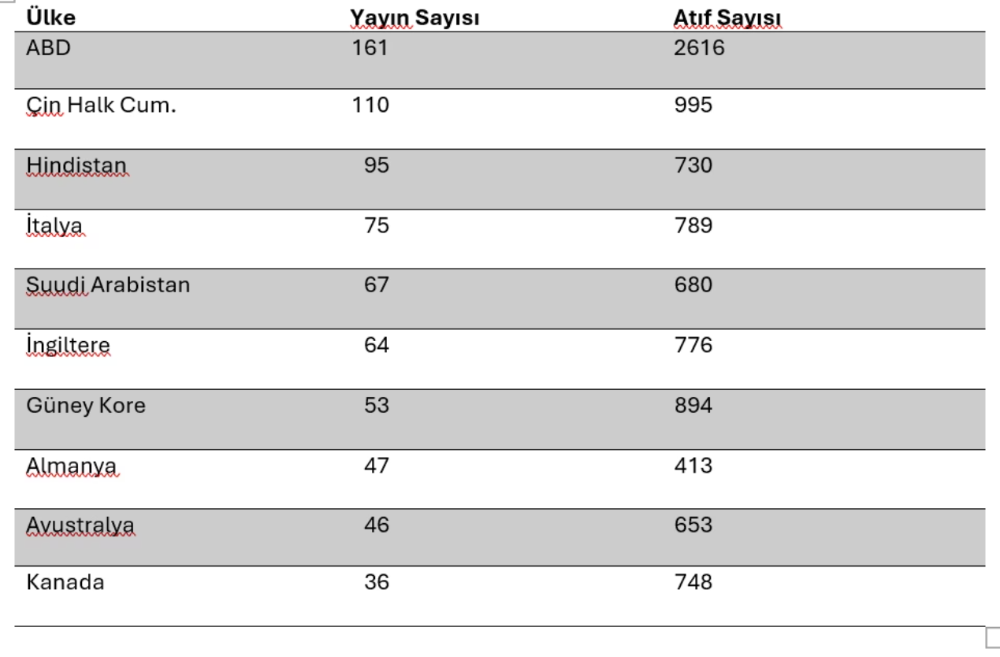 Ülke Yayın Sayısı Atıf Sayısı
ABD 161 2616
Çin Halk Cum. 110 995
Hindistan 95 730
İtalya 75 789
Suudi Arabistan 67 680
İngiltere 64 776
Güney Kore 53 894
Almanya 47 413
Avustralya 46 653
Kanada 36 748